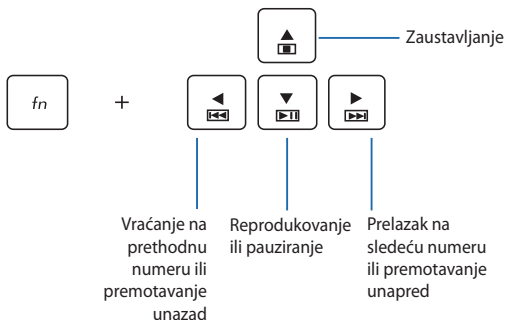 Zaustavljanje
fn
+
Vraćanje na
prethodnu
numeru ili
premotavanje
unazad
Reprodukovanje
ili pauziranje
Prelazak na
sledeću numeru
ili premotavanje
unapred